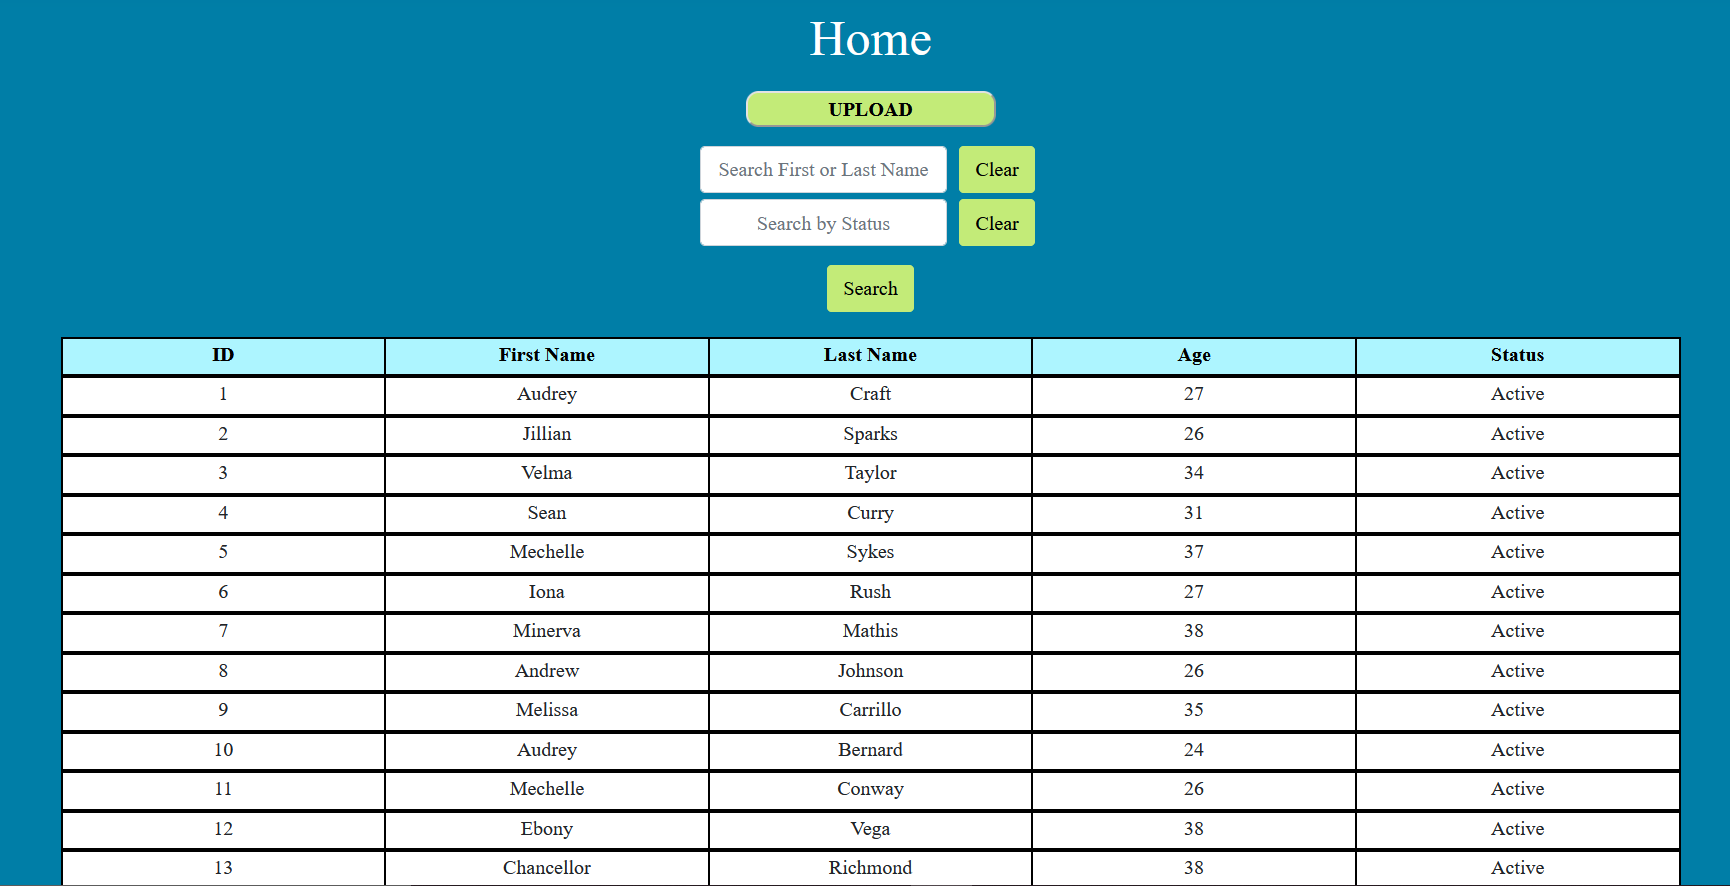 Home
UPLOAD
Search First or Last Name Clear
Search by Status Clear
Search
ID First Name Last Name Age Status
1 Audrey Craft 27 Active
2 Jillian Sparks 26 Active
3 Velma Taylor 34 Active
4 Sean Curry 31 Active
5 Mechelle Sykes 37 Active
6 Iona Rush 27 Active
7 Minerva Mathis 38 Active
8 Andrew Johnson 26 Active
9 Melissa Carrillo 35 Active
10 Audrey Bernard 24 Active
11 Mechelle Conway 26 Active
12 Ebony Vega 38 Active
13 Chancellor Richmond 38 Active